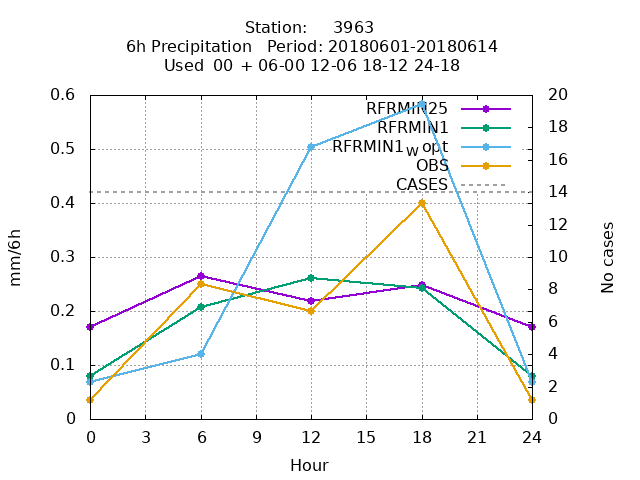 Station: 3963
6h Precipitation Period: 20180601-20180614
Used 00 + 06-00 12-06 18-12 24-18
0.6
0.5
0.4
0.3
0.2
0.1
0
20
18
16
14
12
10
8
6
4
2
0
RFRMIN25
RFRMIN1
RFRMIN1w opt
OBS
CASES
mm/6h
No cases
0 3 6 9 12 15 18 21 24
Hour